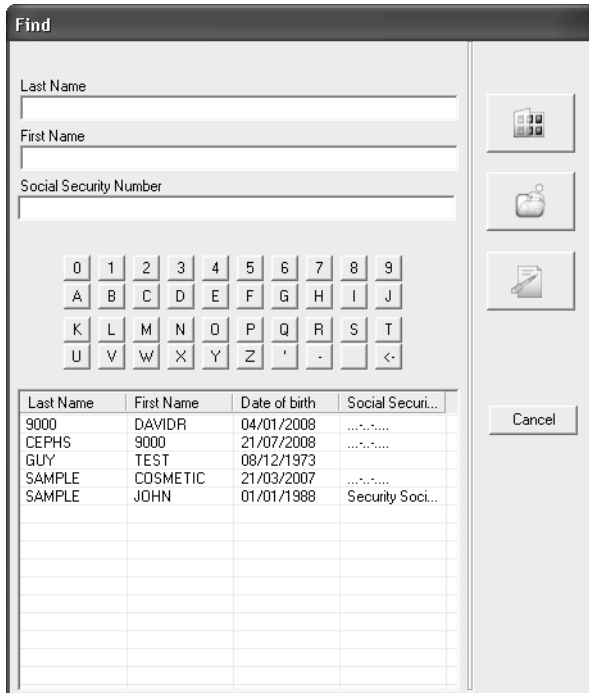 Find
Last Name
First Name
Social Security Number
0 1 2 3 4 5 6 7 8 9
A B C D E F G H I J
K L M N O P Q R S T
U V W X Y Z ' - <-
Last Name First Name Date of birth Social Securi...
9000 DAVIDR 04/01/2008 ...-..-....
CEPHS 9000 21/07/2008 ...-..-....
GUY TEST 08/12/1973
SAMPLE COSMETIC 21/03/2007 ...-..-....
SAMPLE JOHN 01/01/1988 Security Soci...
Cancel